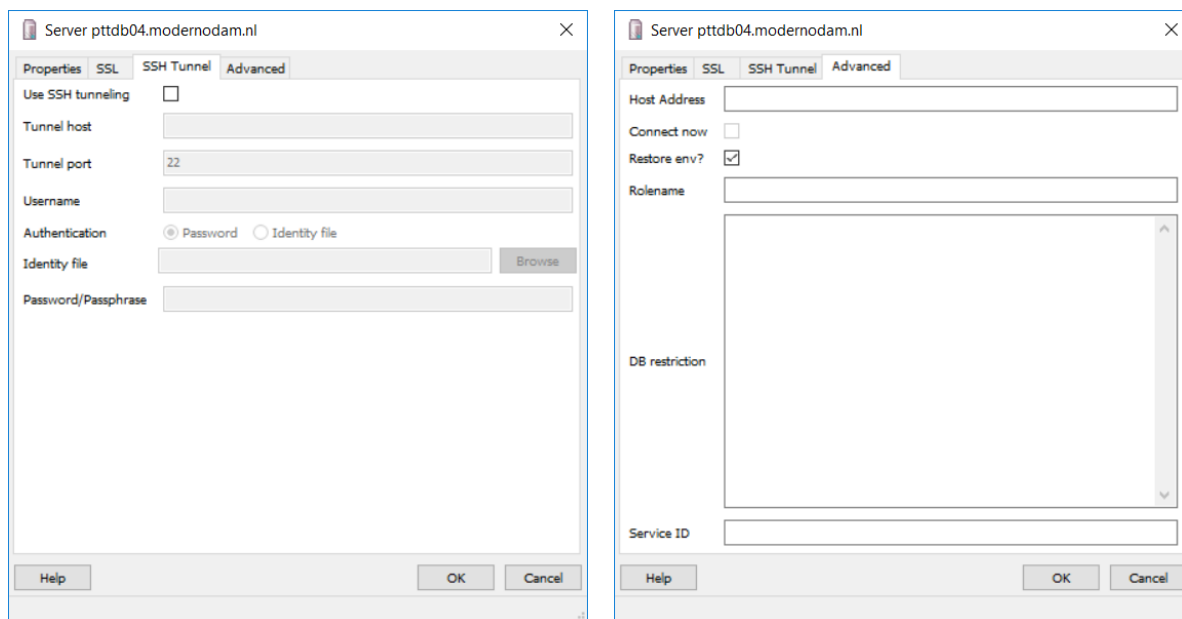 Server pttdb04.modernodam.nl
Properties SSL SSH Tunnel Advanced
Use SSH tunneling
Tunnel host
Tunnel port 22
Username
Authentication Password Identity file
Identity file Browse
Password/Passphrase
Help OK Cancel
Server pttdb04.modernodam.nl
Properties SSL SSH Tunnel Advanced
Host Address
Connect now
Restore env?
Rolename
DB restriction
Service ID
Help OK Cancel